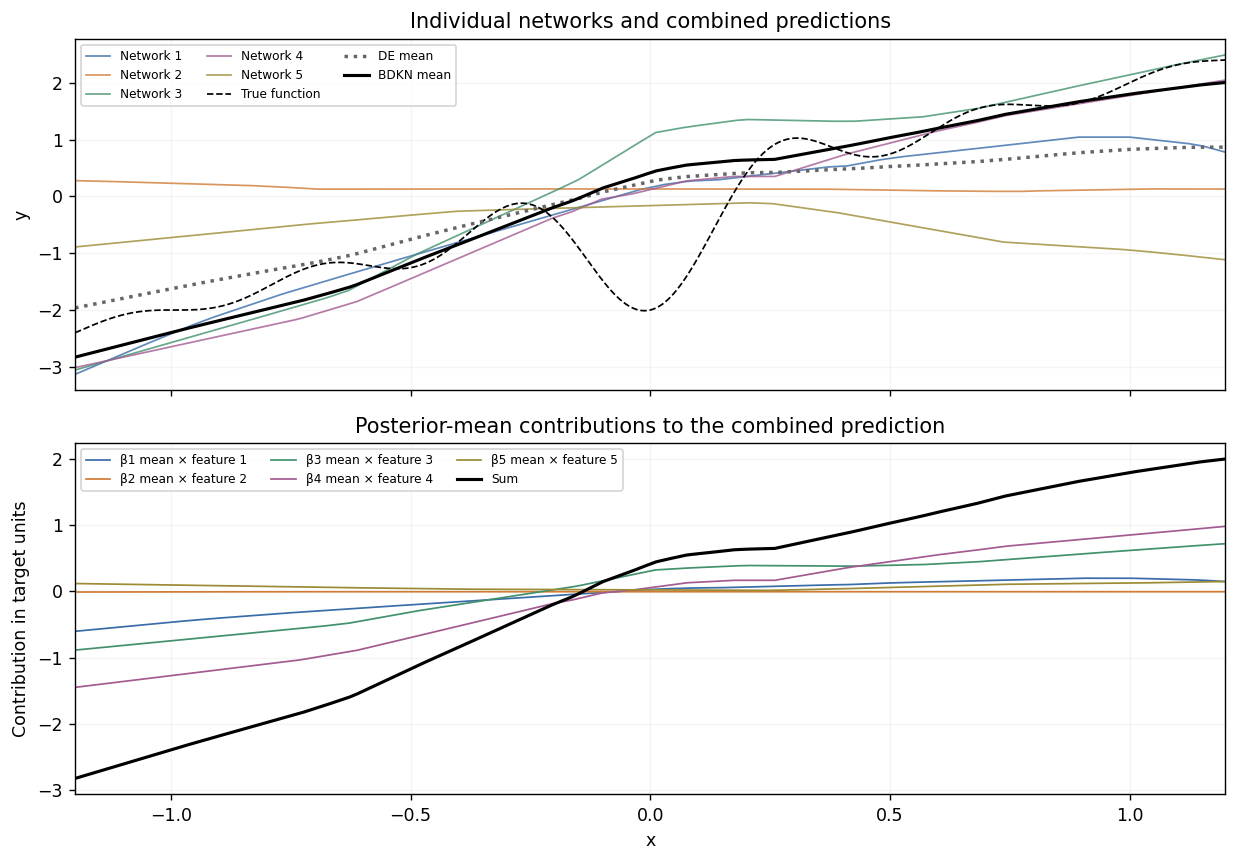 Individual networks and combined predictions
Network 1
Network 2
Network 3
Network 4
Network 5
True function
DE mean
BDKN mean
2
1
0
−1
−2
−3
y
Posterior-mean contributions to the combined prediction
β1 mean × feature 1
β2 mean × feature 2
β3 mean × feature 3
β4 mean × feature 4
β5 mean × feature 5
Sum
2
1
0
−1
−2
−3
Contribution in target units
−1.0
−0.5
0.0
0.5
1.0
x